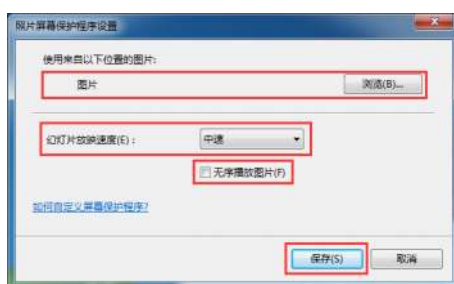 照片屏幕保护程序设置
使用来自以下位置的图片:
图片 浏览(B)...
幻灯片放映速度(E)： 中速
无序播放图片(F)
如何自定义屏幕保护程序?
保存(S) 取消